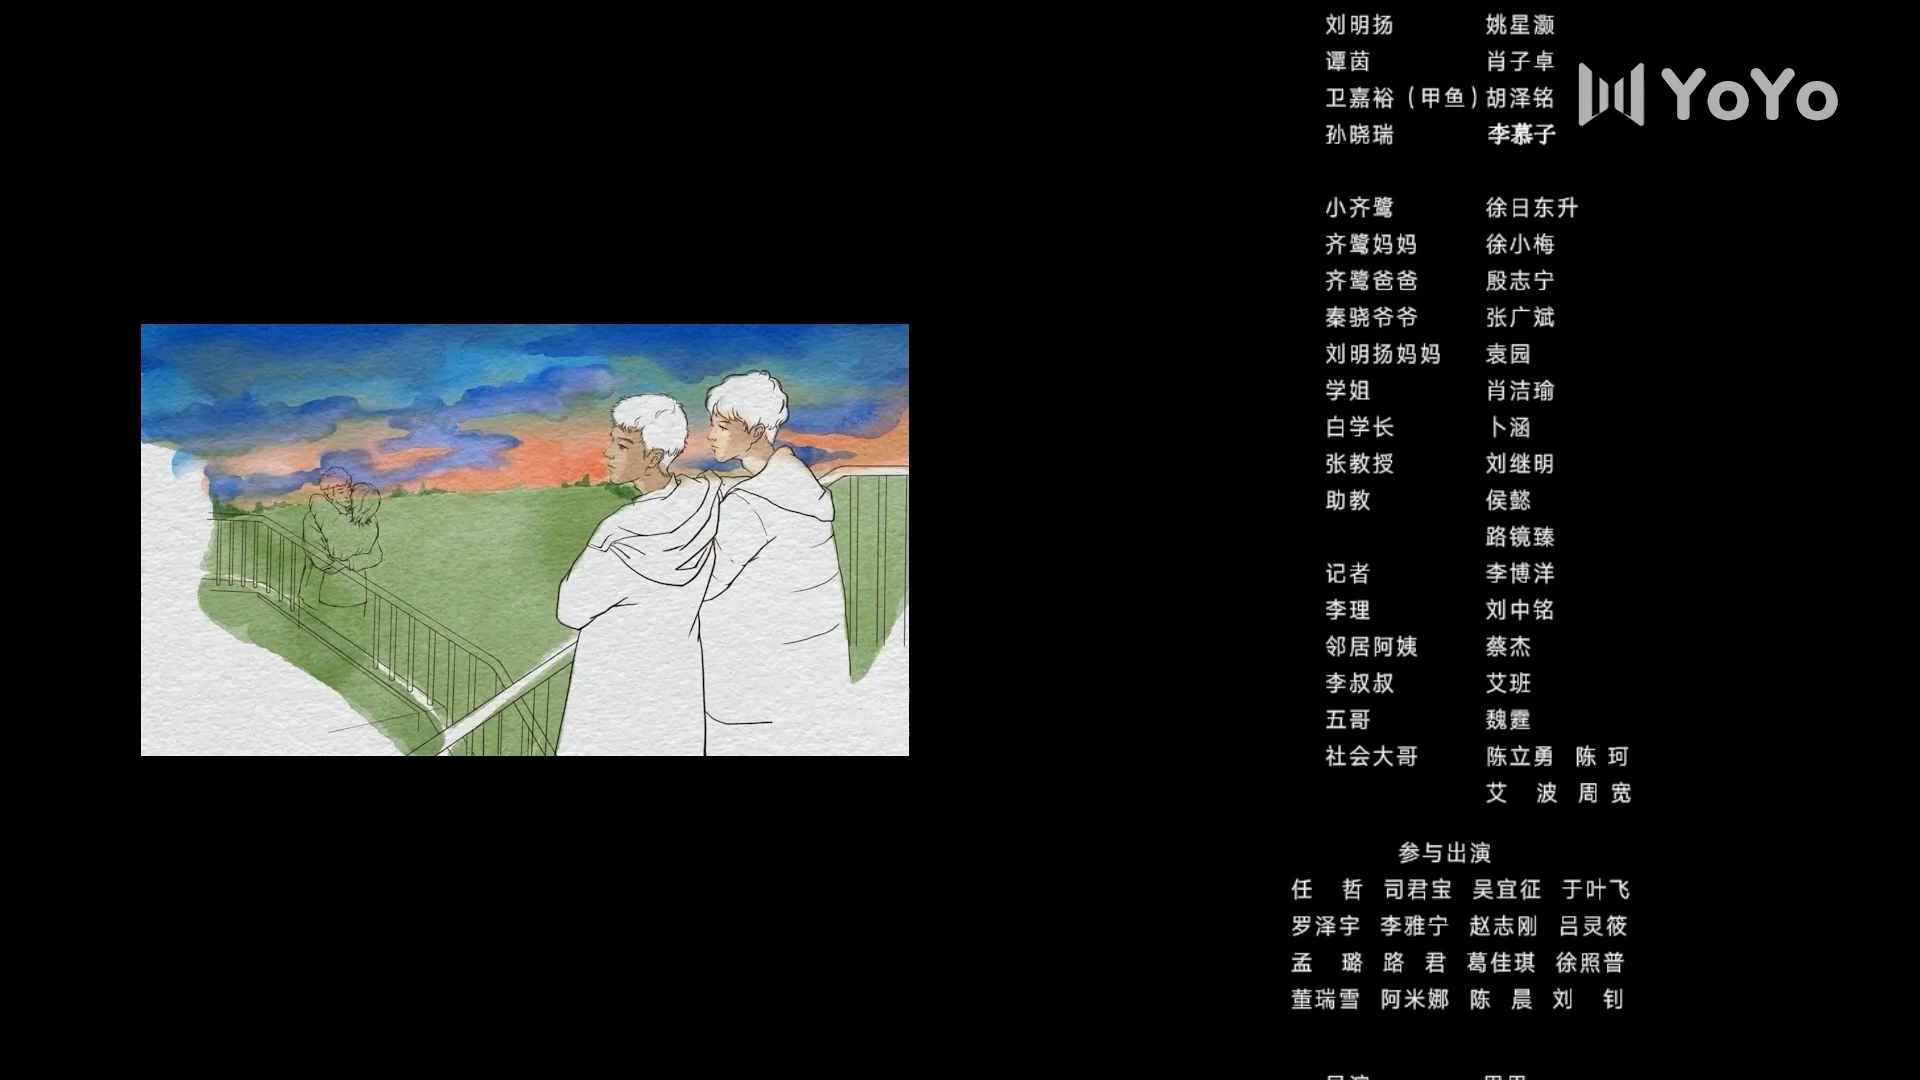 刘明扬 姚星灏
谭茵 肖子卓
卫嘉裕（甲鱼) 胡泽铭
YoYo
孙晓瑞 李慕子
小齐鹭 徐日东升
齐鹭妈妈 徐小梅
齐鹭爸爸 殷志宁
秦骁爷爷 张广斌
刘明扬妈妈 袁园
学姐 肖洁瑜
白学长 卜涵
张教授 刘继明
助教 侯懿
路镜臻
记者 李博洋
李理 刘中铭
邻居阿姨 蔡杰
李叔叔 艾班
五哥 魏霆
社会大哥 陈立勇 陈 珂
艾 波 周 宽
参与出演
任 哲 司君宝 吴宜征 于叶飞
罗泽宇 李雅宁 赵志刚 吕灵筱
孟 璐 路 君 葛佳琪 徐照普
董瑞雪 阿米娜 陈 晨 刘 钊